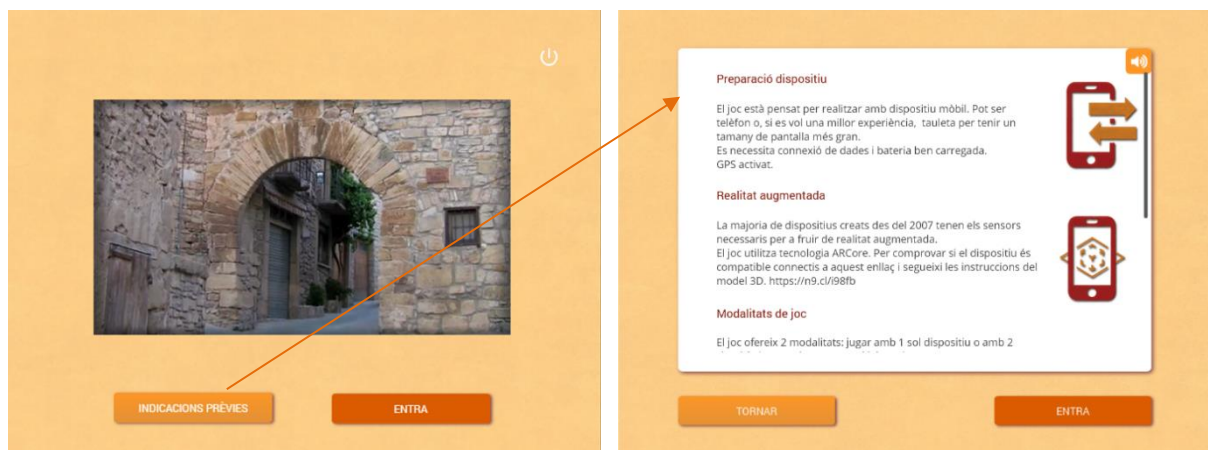 INDICACIONS PRÈVIES
ENTRA
Preparació dispositiu
El joc està pensat per realitzar amb dispositiu mòbil. Pot ser
telèfon o, si es vol una millor experiència, tauleta per tenir un
tamany de pantalla més gran.
Es necessita connexió de dades i bateria ben carregada.
GPS activat.
Realitat augmentada
La majoria de dispositius creats des del 2007 tenen els sensors
necessaris per a fruir de realitat augmentada.
El joc utilitza tecnologia ARCore. Per comprovar si el dispositiu és
compatible connectis a aquest enllaç i segueixi les instruccions del
model 3D. https://n9.cl/i98fb
Modalitats de joc
El joc ofereix 2 modalitats: jugar amb 1 sol dispositiu o amb 2
TORNAR
ENTRA